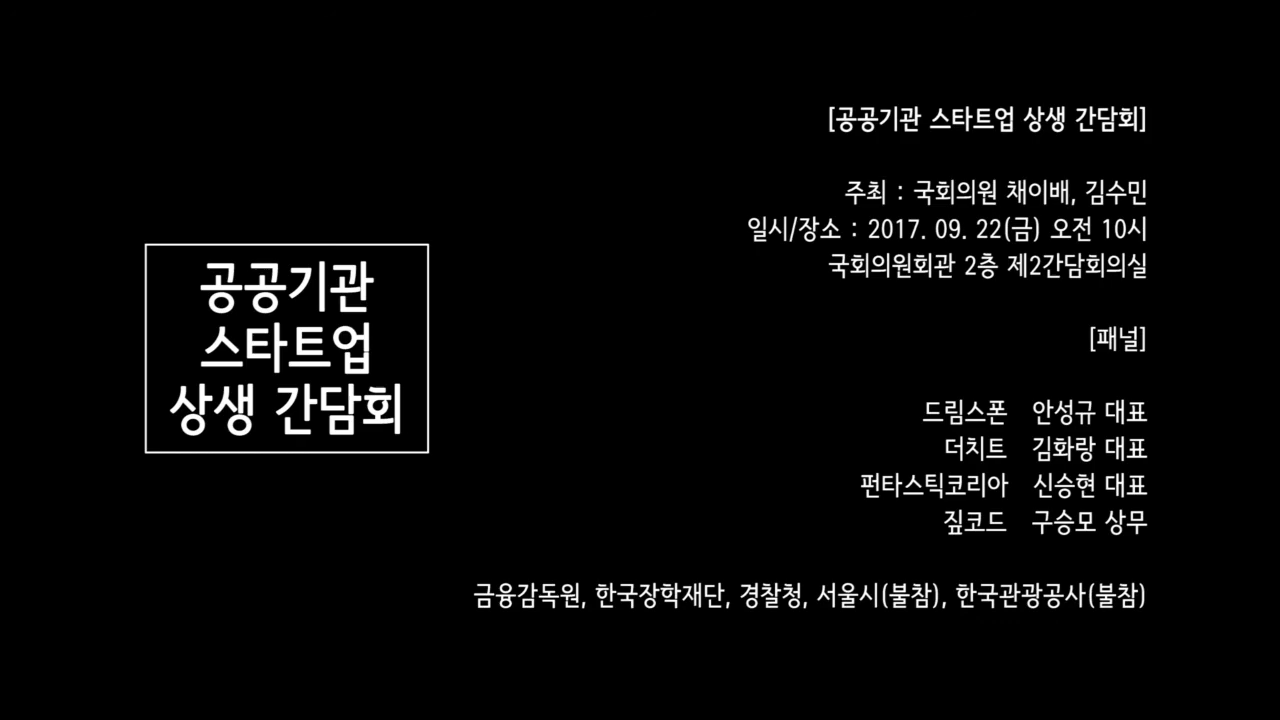 공공기관
스타트업
상생 간담회
[공공기관 스타트업 상생 간담회]
주최 : 국회의원 채이배, 김수민
일시/장소 : 2017. 09. 22(금) 오전 10시
국회의원회관 2층 제2간담회의실
[패널]
드림스폰 안성규 대표
더치트 김화랑 대표
펀타스틱코리아 신승현 대표
짚코드 구승모 상무
금융감독원, 한국장학재단, 경찰청, 서울시(불참), 한국관광공사(불참)